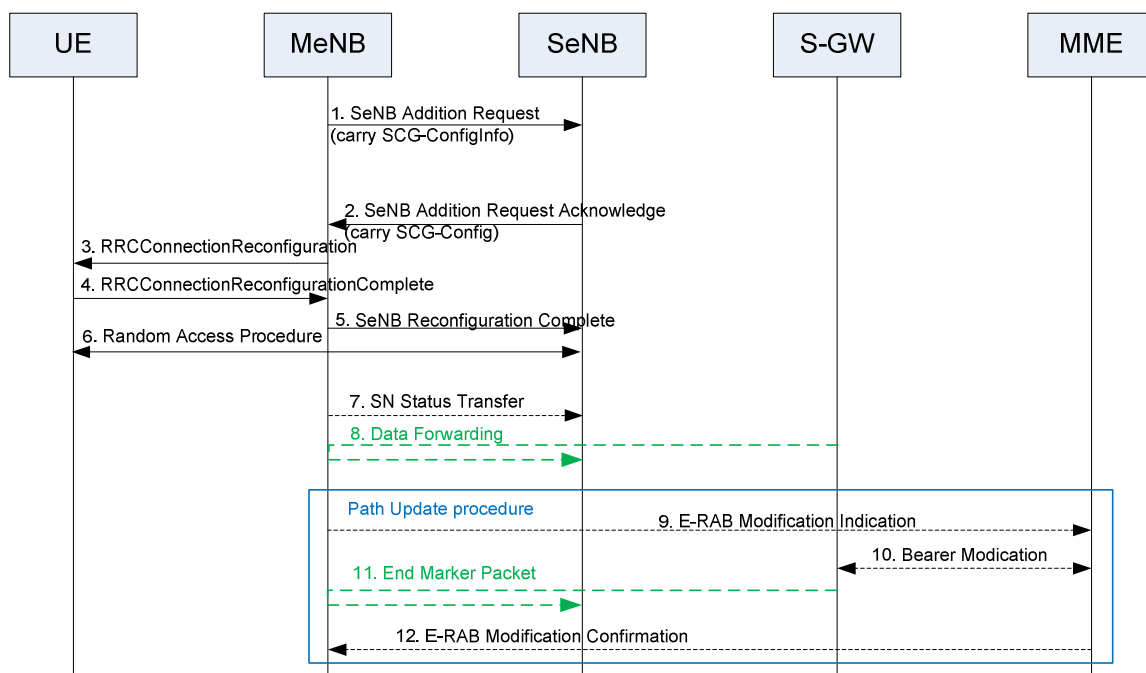 UE
MeNB
SeNB
S-GW
MME
1. SeNB Addition Request
(carry SCG-ConfigInfo)
2. SeNB Addition Request Acknowledge
(carry SCG-Config)
3. RRCConnectionReconfiguration
4. RRCConnectionReconfigurationComplete
5. SeNB Reconfiguration Complete
6. Random Access Procedure
7. SN Status Transfer
8. Data Forwarding
Path Update procedure
9. E-RAB Modification Indication
10. Bearer Modication
11. End Marker Packet
12. E-RAB Modification Confirmation